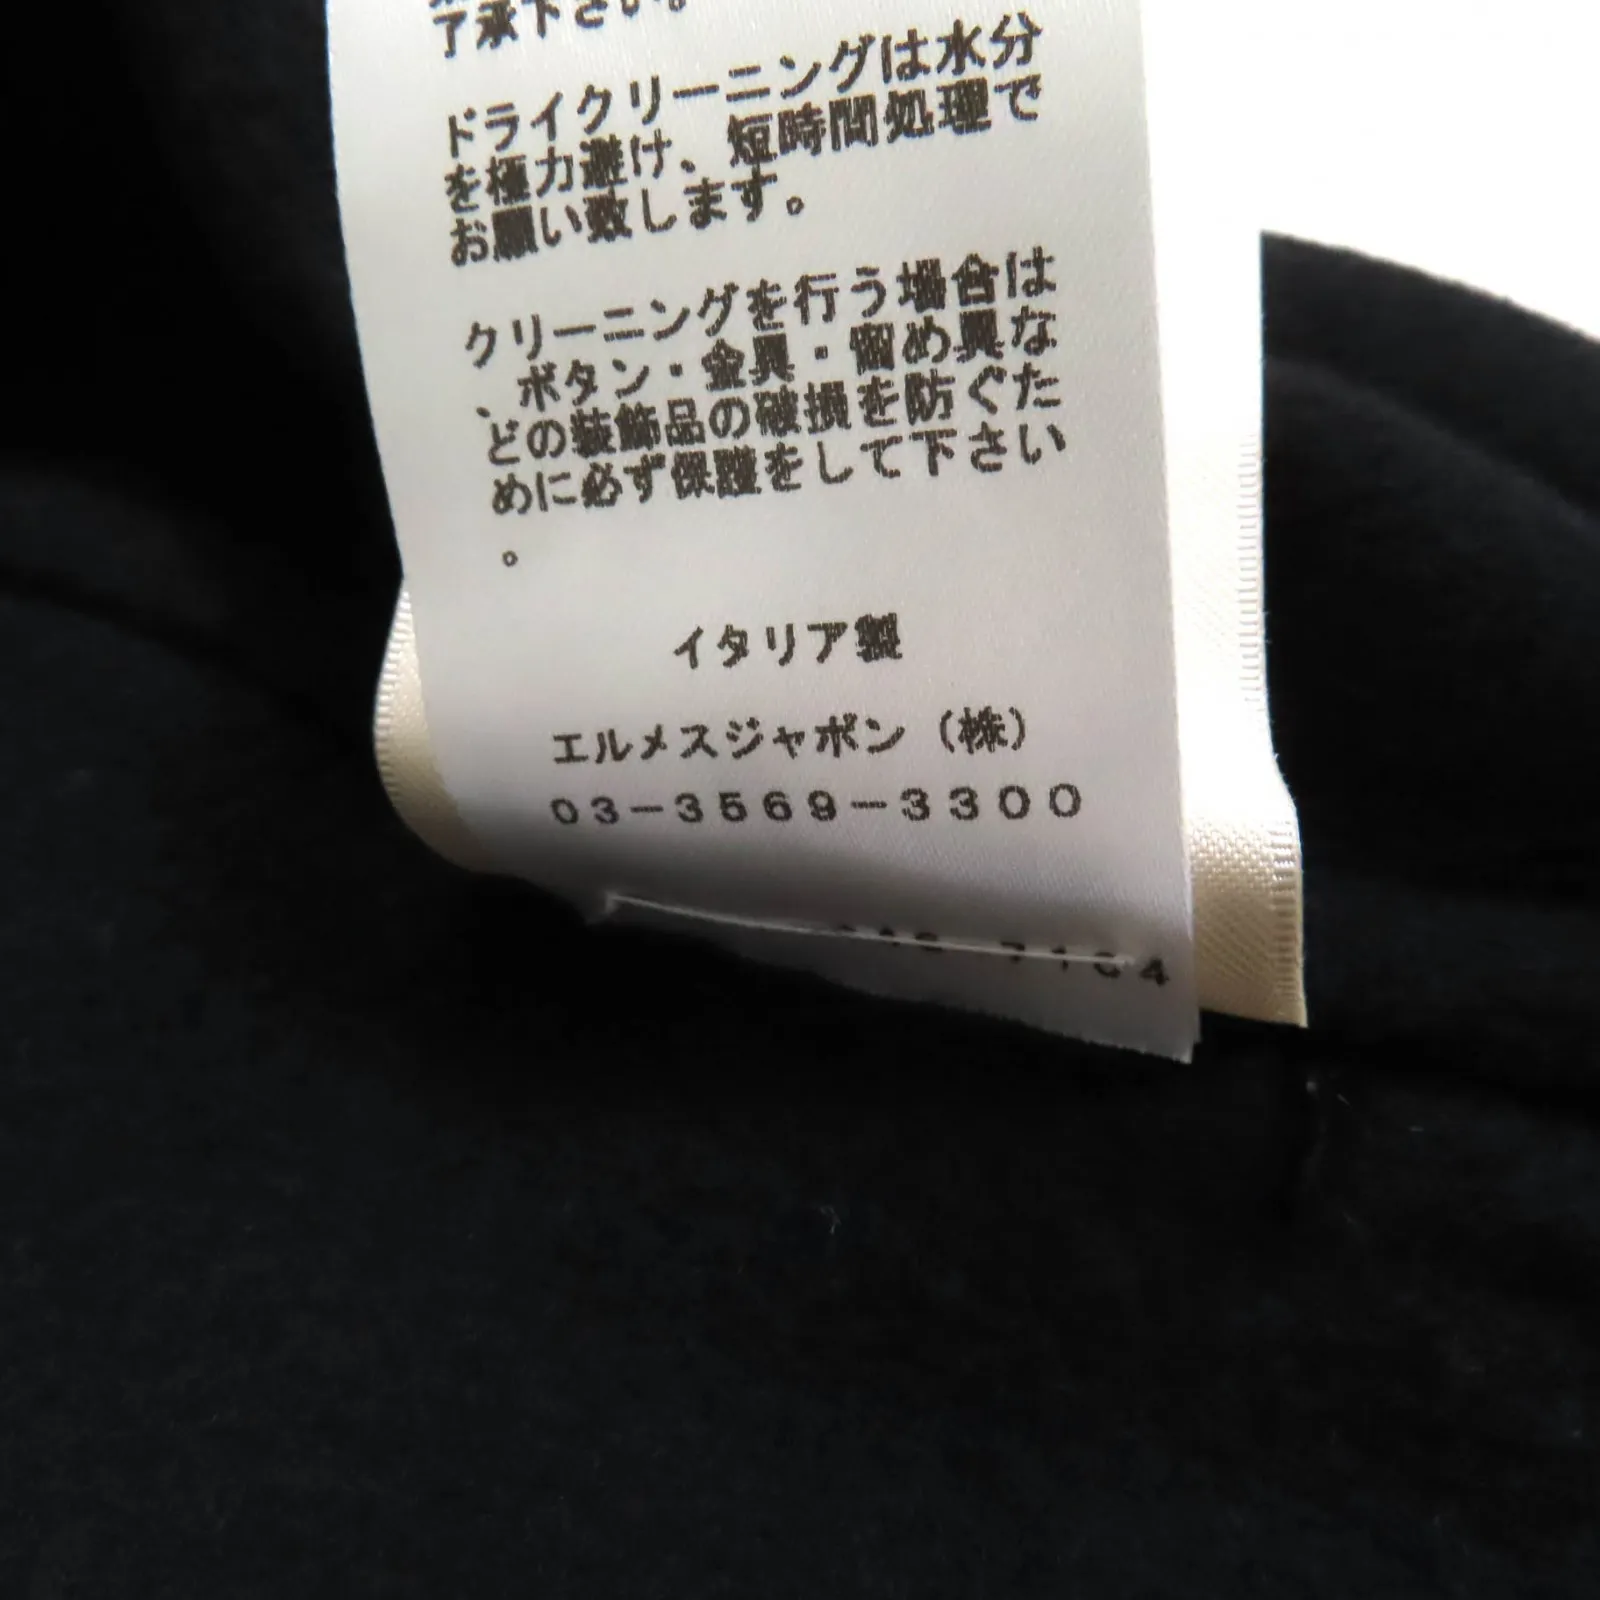 了承下さい。
ドライクリーニングは水分
を極力避け、短時間処理で
お願い致します。
クリーニングを行う場合は
、ボタン・金具・留め具な
どの装飾品の破損を防ぐた
めに必ず保護をして下さい
。
イタリア製
エルメスジャポン（株）
03-3569-3300